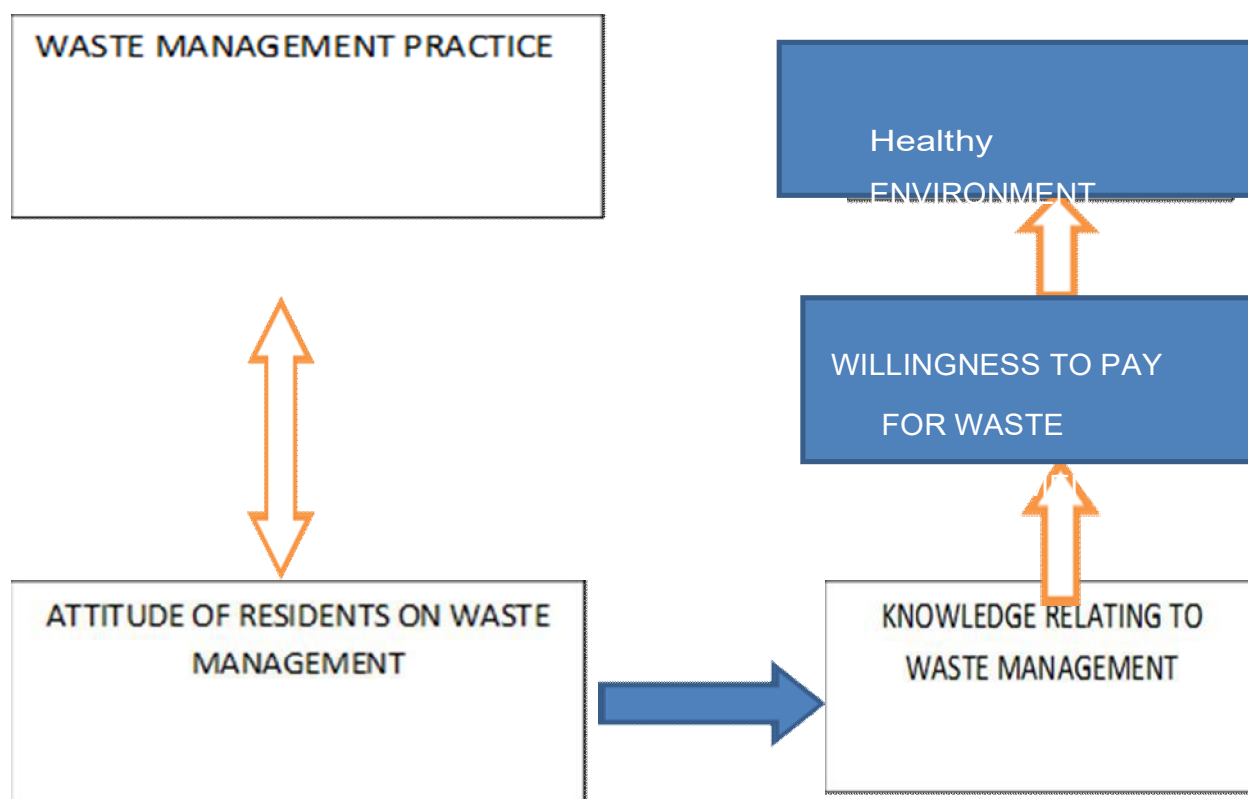 WASTE MANAGEMENT PRACTICE
Healthy
ENVIRONMENT
WILLINGNESS TO PAY
FOR WASTE
ATTITUDE OF RESIDENTS ON WASTE
MANAGEMENT
KNOWLEDGE RELATING TO
WASTE MANAGEMENT